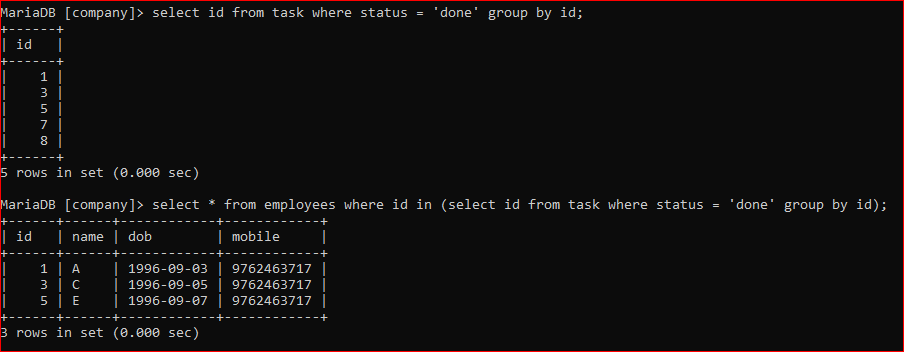 MariaDB [company]> select id from task where status = 'done' group by id;
+------+
| id   |
+------+
|    1 |
|    3 |
|    5 |
|    7 |
|    8 |
+------+
5 rows in set (0.000 sec)
MariaDB [company]> select * from employees where id in (select id from task where status = 'done' group by id);
+------+------+------------+------------+
| id   | name | dob        | mobile     |
+------+------+------------+------------+
|    1 | A    | 1996-09-03 | 9762463717 |
|    3 | C    | 1996-09-05 | 9762463717 |
|    5 | E    | 1996-09-07 | 9762463717 |
+------+------+------------+------------+
3 rows in set (0.000 sec)